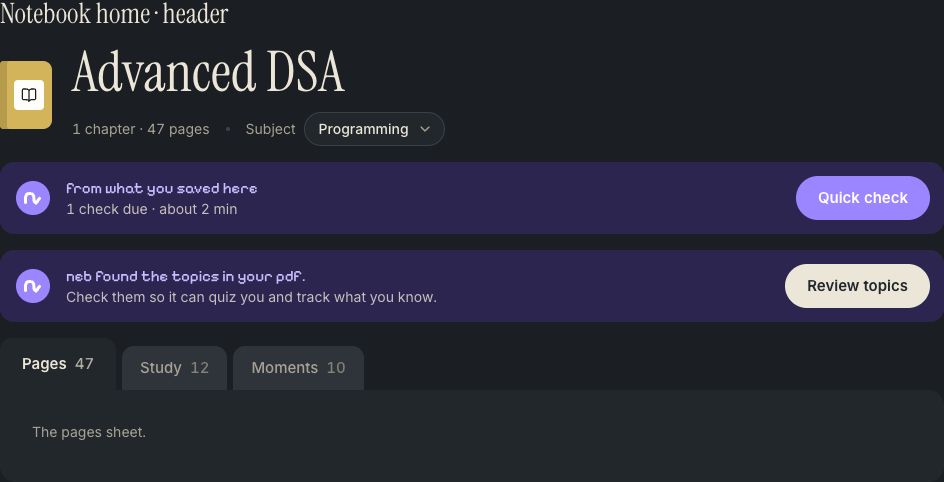 Notebook home · header
Advanced DSA
1 chapter · 47 pages • Subject Programming
from what you saved here
1 check due · about 2 min
Quick check
neb found the topics in your pdf.
Check them so it can quiz you and track what you know.
Review topics
Pages 47 Study 12 Moments 10
The pages sheet.